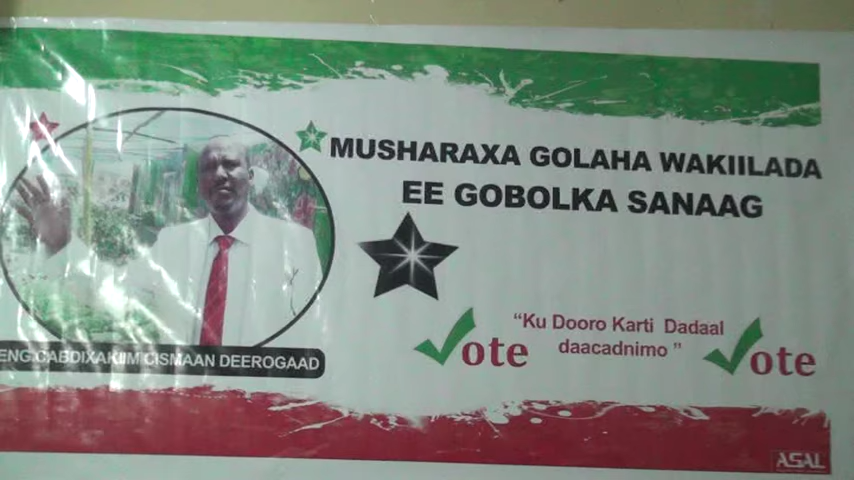 MUSHARAXA GOLAHA WAKIILADA
EE GOBOLKA SANAAG
ENG.CABDIXAKIIM CISMAAN DEEROGAAD
Vote
"Ku Dooro Karti Dadaal
daacadnimo "
Vote
ASAL